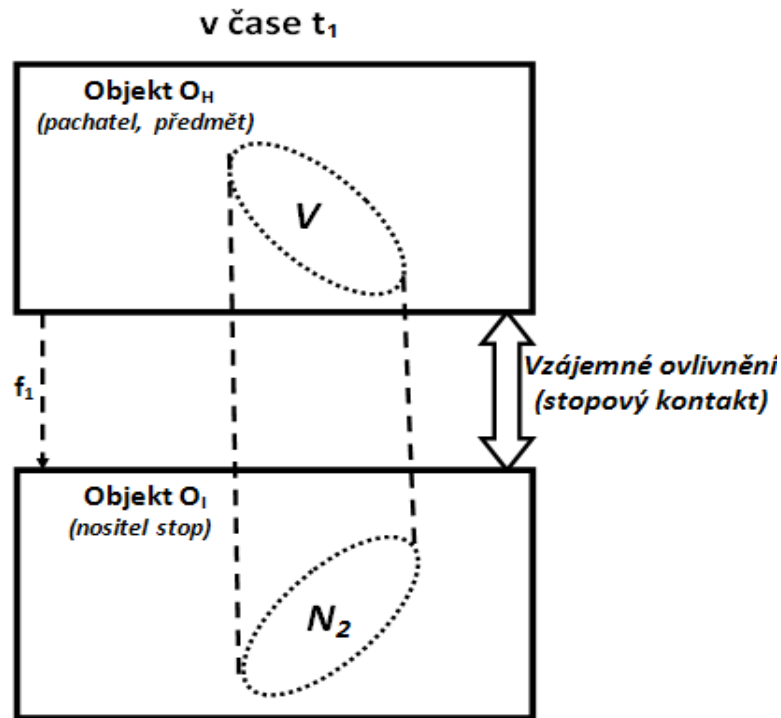 v čase t₁
Objekt O_H
(pachatel, předmět)
V
f₁
Vzájemné ovlivnění
(stopový kontakt)
Objekt O_I
(nositel stop)
N₂